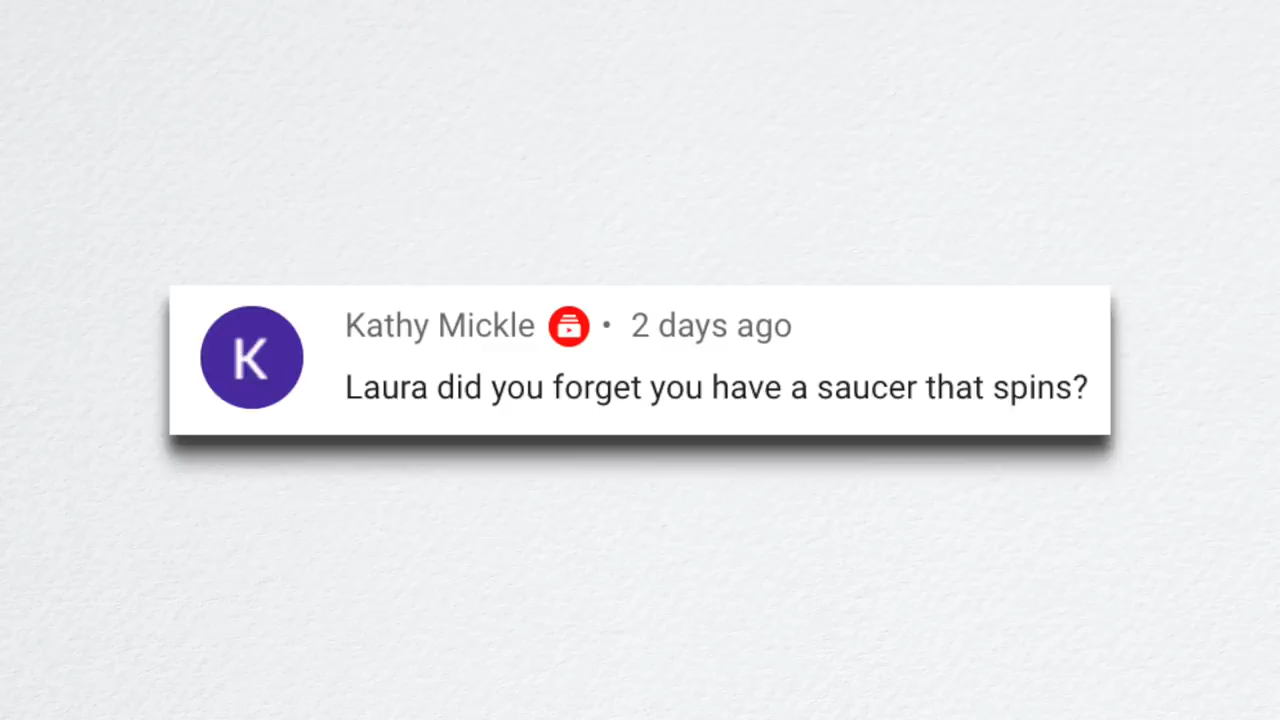 K
Kathy Mickle • 2 days ago
Laura did you forget you have a saucer that spins?